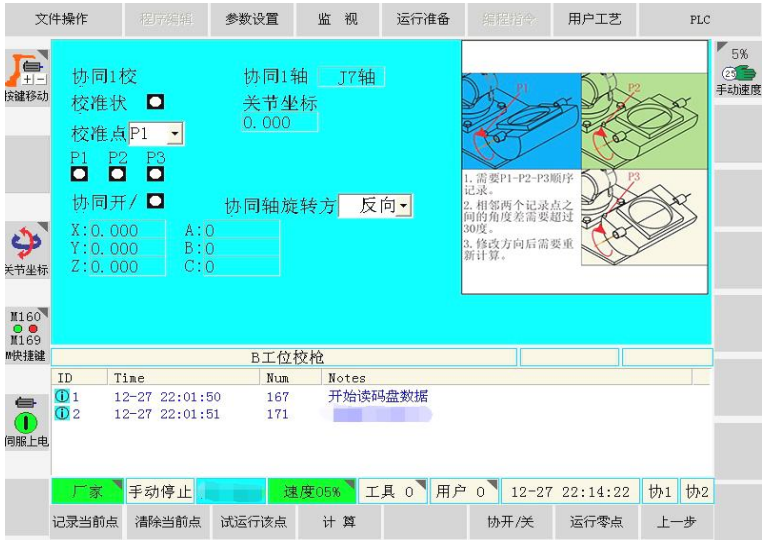 文件操作 程序编辑 参数设置 监 视 运行准备 编程指令 用户工艺 PLC
按键移动
关节坐标
M160
M169
M快捷键
伺服上电
协同1校 协同1轴 J7轴
校准状 关节坐标
0.000
校准点 P1
P1 P2 P3
协同开/ 协同轴旋转方 反向
X:0.000 A:0
Y:0.000 B:0
Z:0.000 C:0
P1 P2
P3
1.需要P1-P2-P3顺序
记录。
2.相邻两个记录点之
间的角度差需要超过
30度。
3.修改方向后需要重
新计算。
5%
25
手动速度
B工位校枪
ID Time Num Notes
1 12-27 22:01:50 167 开始读码盘数据
2 12-27 22:01:51 171
厂家 手动停止 速度05% 工具 0 用户 0 12-27 22:14:22 协1 协2
记录当前点 清除当前点 试运行该点 计 算 协开/关 运行零点 上一步